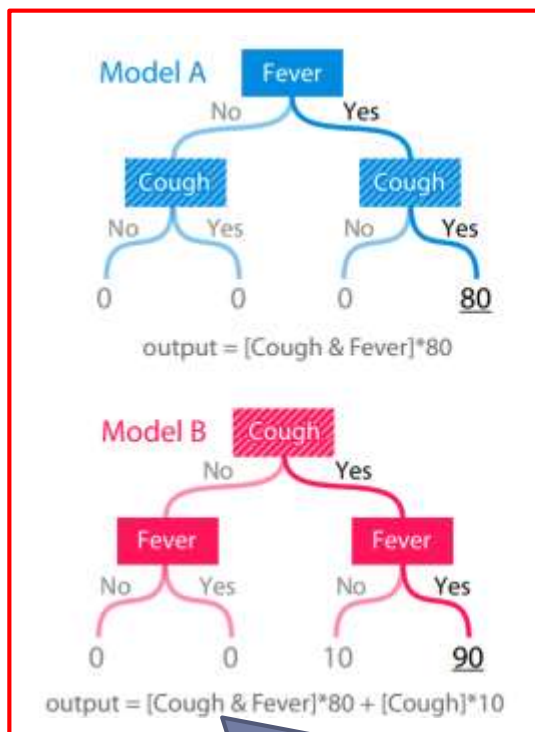 Model A Fever
No Yes
Cough Cough
No Yes No Yes
0 0 0 80
output = [Cough & Fever]*80
Model B Cough
No Yes
Fever Fever
No Yes No Yes
0 0 10 90
output = [Cough & Fever]*80 + [Cough]*10